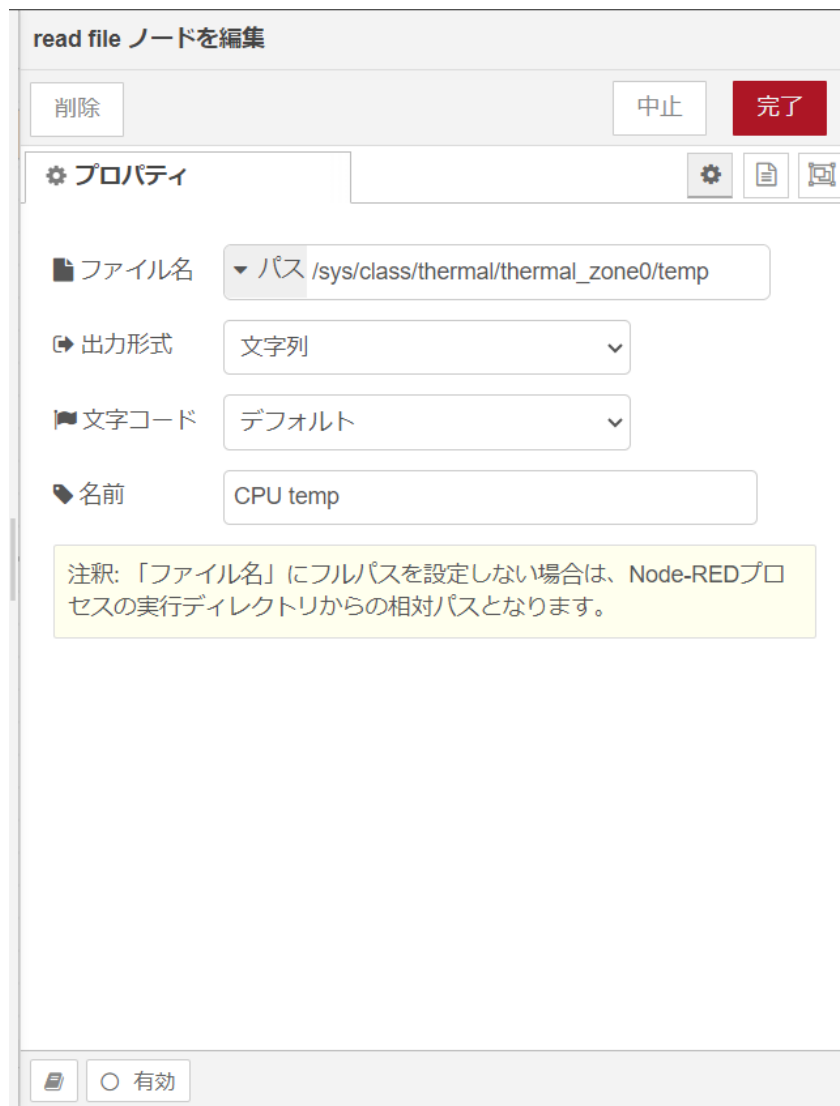 read file ノードを編集
削除
中止
完了
プロパティ
ファイル名
パス /sys/class/thermal/thermal_zone0/temp
出力形式
文字列
文字コード
デフォルト
名前
CPU temp
注釈: 「ファイル名」にフルパスを設定しない場合は、Node-REDプロ
セスの実行ディレクトリからの相対パスとなります。
有効